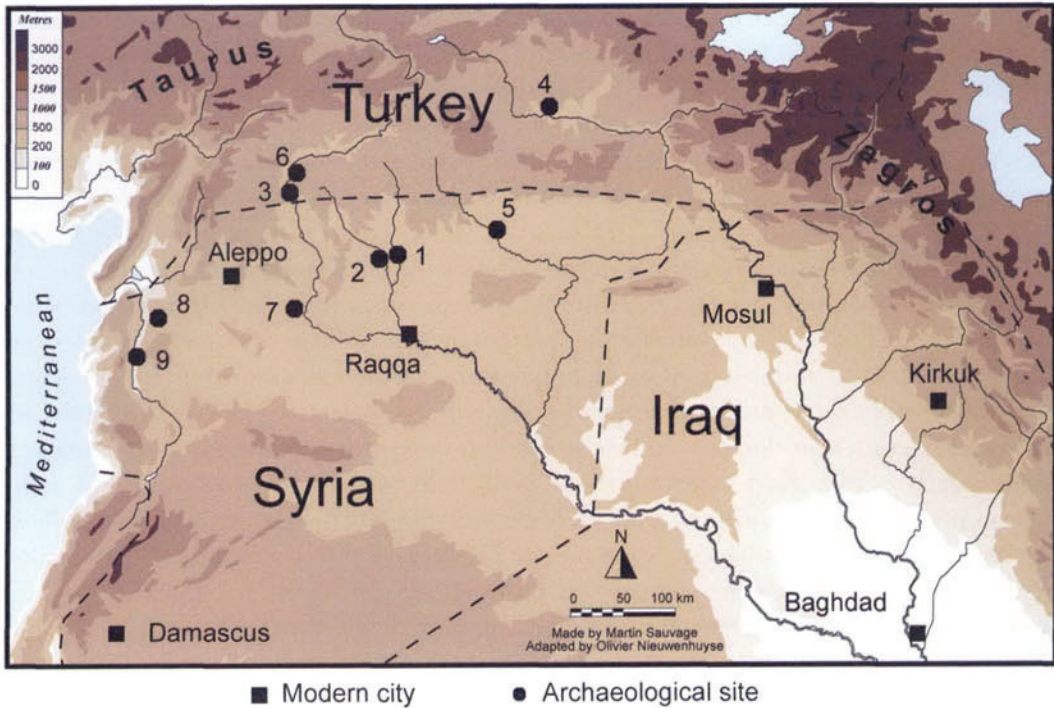 Metres
3000
2000
1500
1000
500
200
100
0
Taurus
Turkey
4
Zagros
6
3
5
Aleppo
2
1
8
7
Mosul
Raqqa
9
Kirkuk
Mediterranean
Iraq
Syria
N
0 50 100 km
Made by Martin Sauvage
Adapted by Olivier Nieuwenhuyse
Baghdad
Damascus
Modern city
Archaeological site